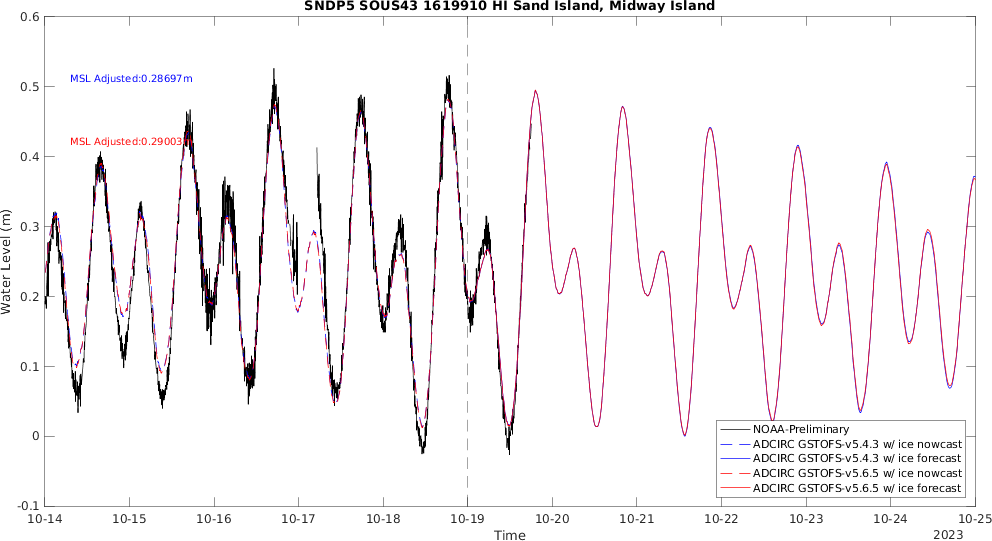 SNDP5 SOUS43 1619910 HI Sand Island, Midway Island
0.6
0.5
0.4
0.3
0.2
0.1
0
-0.1
Water Level (m)
MSL Adjusted:0.28697m
MSL Adjusted:0.29003
NOAA-Preliminary
ADCIRC GSTOFS-v5.4.3 w/ ice nowcast
ADCIRC GSTOFS-v5.4.3 w/ ice forecast
ADCIRC GSTOFS-v5.6.5 w/ ice nowcast
ADCIRC GSTOFS-v5.6.5 w/ ice forecast
10-14 10-15 10-16 10-17 10-18 10-19 10-20 10-21 10-22 10-23 10-24 10-25
Time
2023